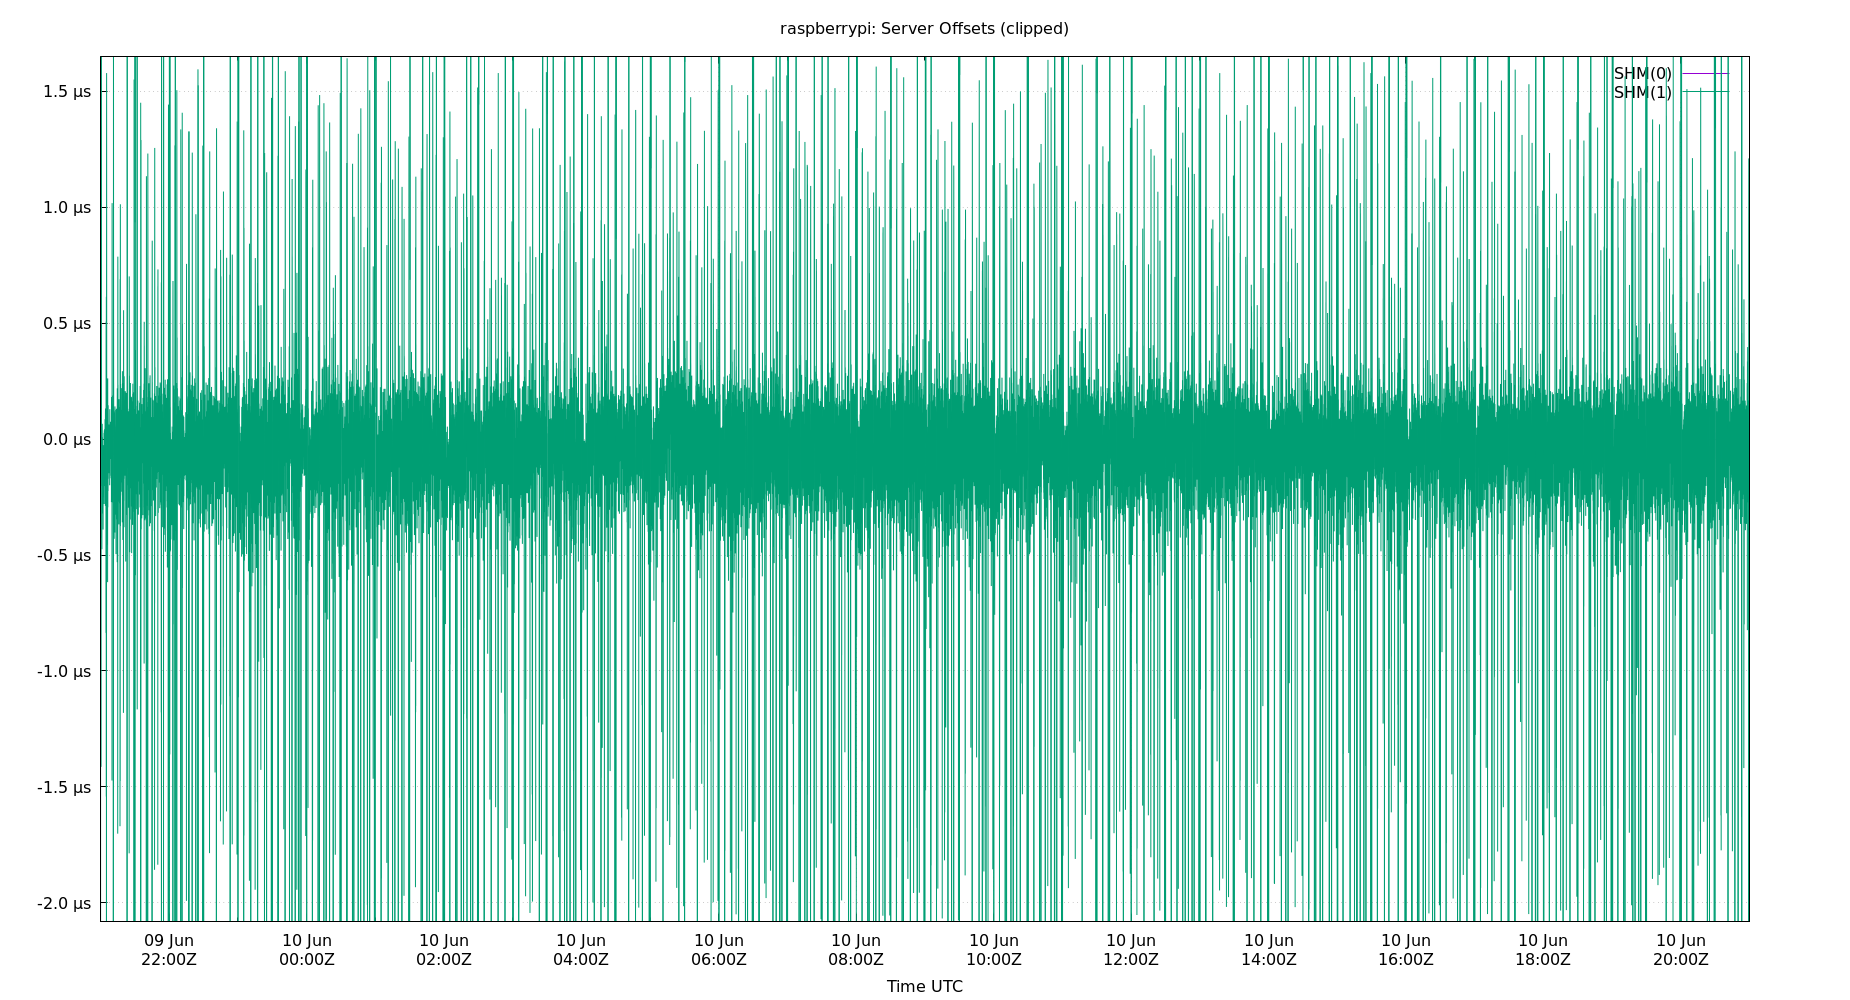 raspberrypi: Server Offsets (clipped)
SHM(0)
SHM(1)
1.5 µs
1.0 µs
0.5 µs
0.0 µs
-0.5 µs
-1.0 µs
-1.5 µs
-2.0 µs
09 Jun 10 Jun 10 Jun 10 Jun 10 Jun 10 Jun 10 Jun 10 Jun 10 Jun 10 Jun 10 Jun 10 Jun
22:00Z 00:00Z 02:00Z 04:00Z 06:00Z 08:00Z 10:00Z 12:00Z 14:00Z 16:00Z 18:00Z 20:00Z
Time UTC